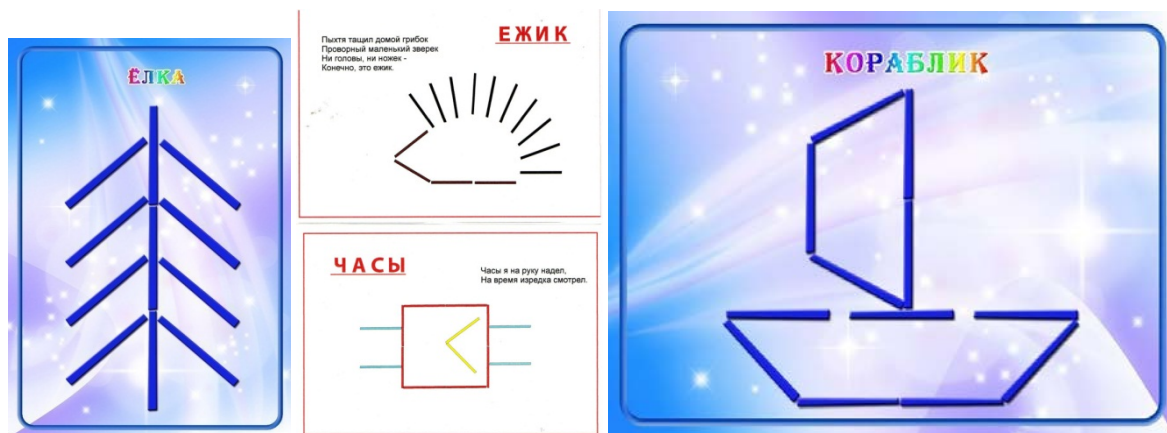 ЁЛКА
ЕЖИК
Пыхтя тащил домой грибок
Проворный маленький зверек
Ни головы, ни ножек -
Конечно, это ежик.
ЧАСЫ
Часы я на руку надел,
На время изредка смотрел.
КОРАБЛИК